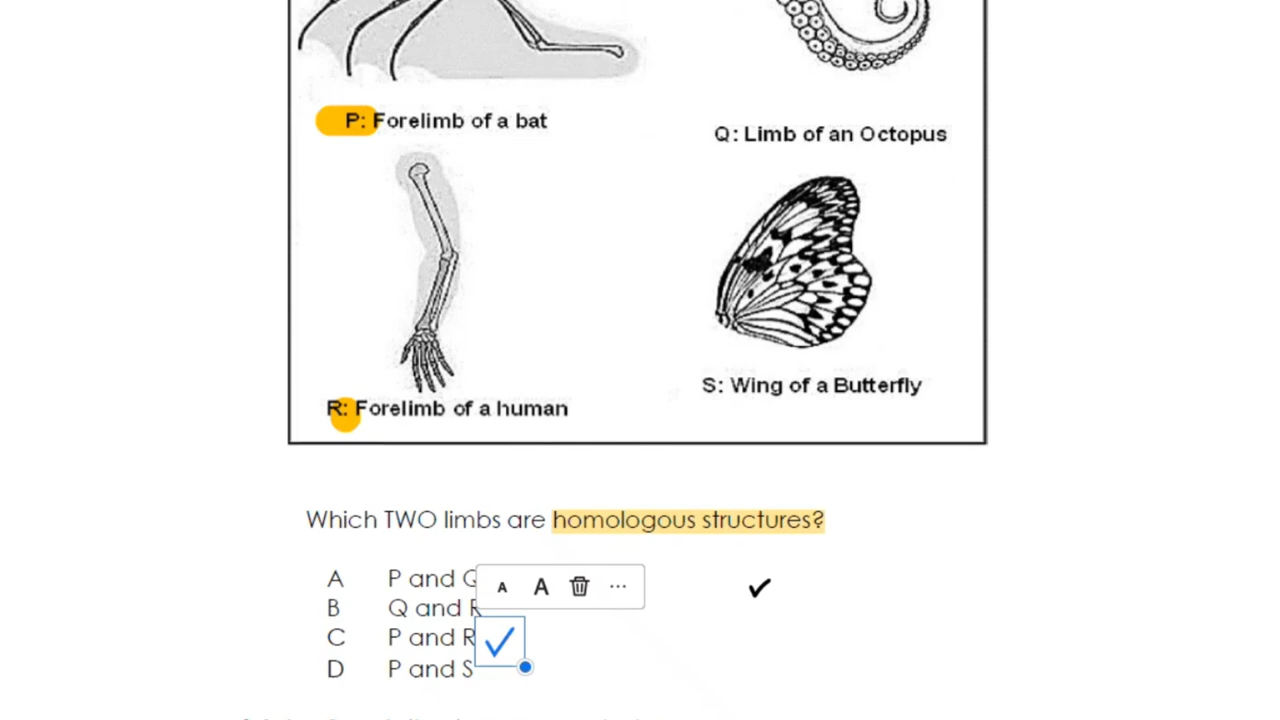 P: Forelimb of a bat
Q: Limb of an Octopus
R: Forelimb of a human
S: Wing of a Butterfly
Which TWO limbs are homologous structures?
A P and Q
A A ...
B Q and R
C P and R
D P and S